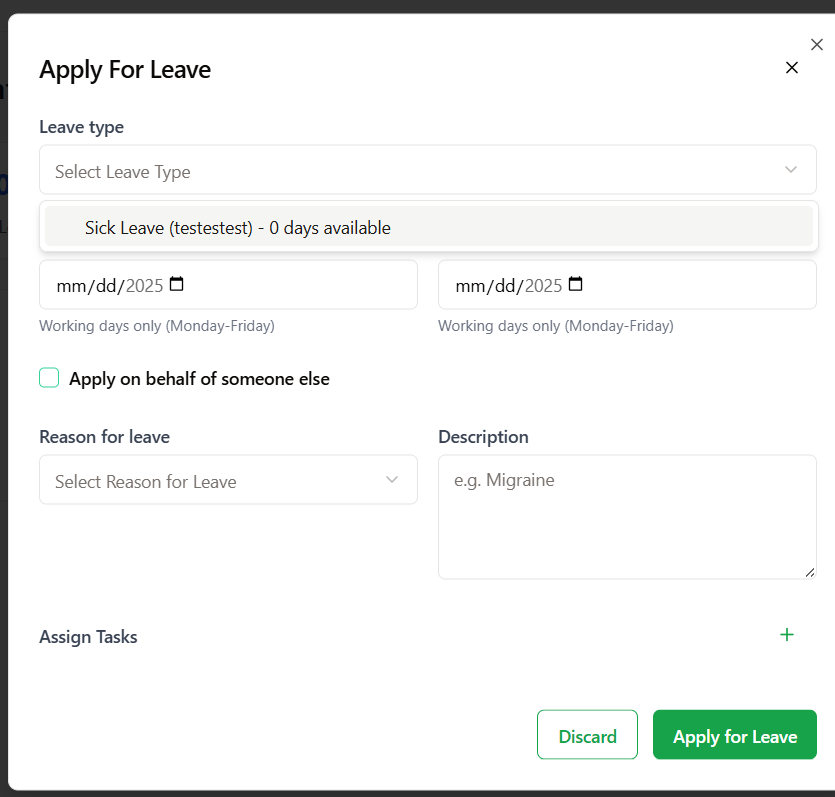 Apply For Leave
Leave type
Select Leave Type
Sick Leave (testestest) - 0 days available
mm/dd/2025 mm/dd/2025
Working days only (Monday-Friday) Working days only (Monday-Friday)
Apply on behalf of someone else
Reason for leave Description
Select Reason for Leave e.g. Migraine
Assign Tasks
Discard Apply for Leave